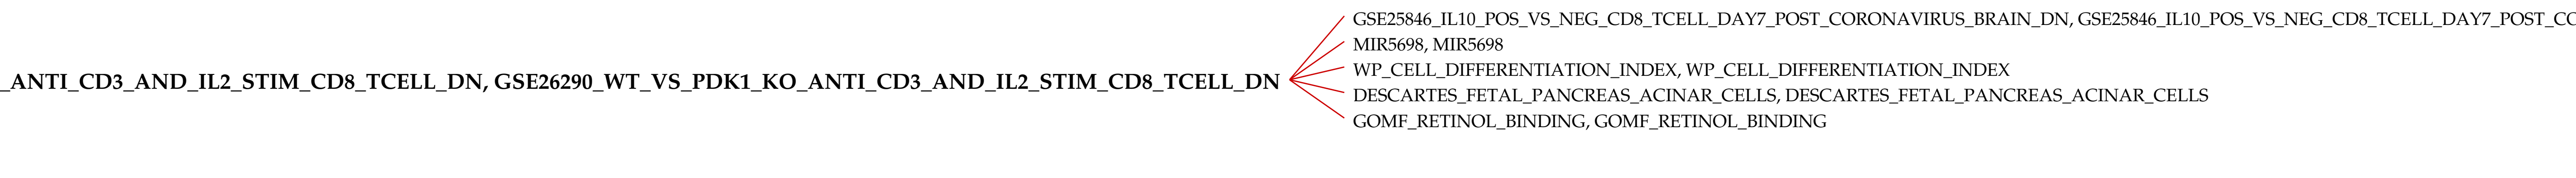 _ANTI_CD3_AND_IL2_STIM_CD8_TCELL_DN, GSE26290_WT_VS_PDK1_KO_ANTI_CD3_AND_IL2_STIM_CD8_TCELL_DN
GSE25846_IL10_POS_VS_NEG_CD8_TCELL_DAY7_POST_CORONAVIRUS_BRAIN_DN, GSE25846_IL10_POS_VS_NEG_CD8_TCELL_DAY7_POST_CO
MIR5698, MIR5698
WP_CELL_DIFFERENTIATION_INDEX, WP_CELL_DIFFERENTIATION_INDEX
DESCARTES_FETAL_PANCREAS_ACINAR_CELLS, DESCARTES_FETAL_PANCREAS_ACINAR_CELLS
GOMF_RETINOL_BINDING, GOMF_RETINOL_BINDING